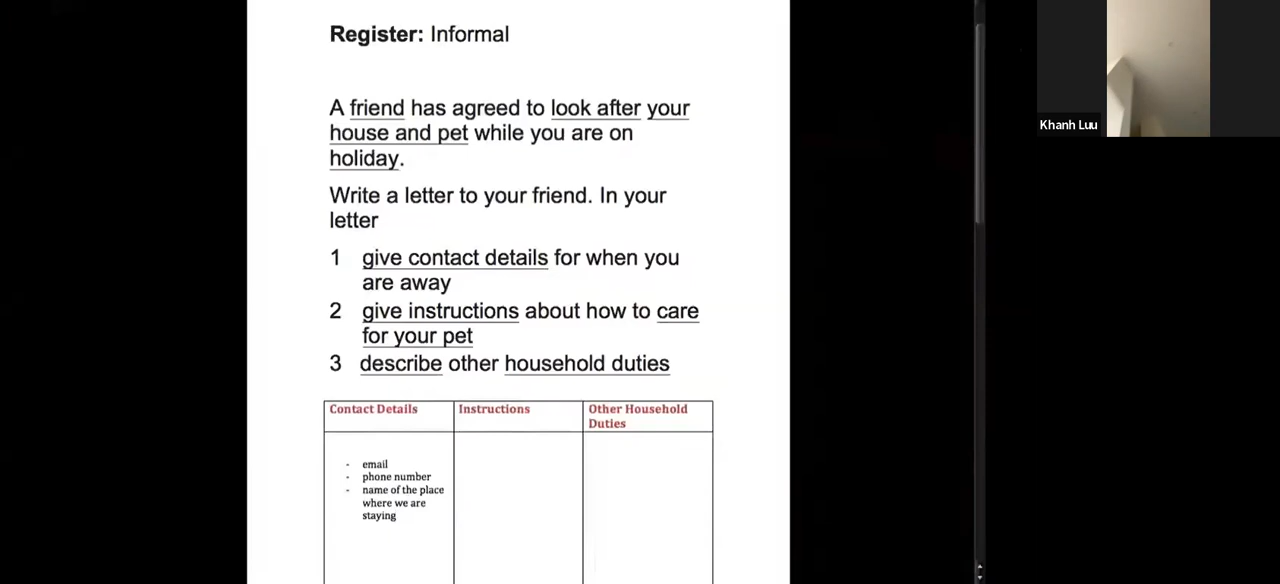 Register: Informal
A friend has agreed to look after your
house and pet while you are on
holiday.
Write a letter to your friend. In your
letter
1 give contact details for when you
are away
2 give instructions about how to care
for your pet
3 describe other household duties
Contact Details
Instructions
Other Household
Duties
- email
- phone number
- name of the place
where we are
staying
Khanh Luu